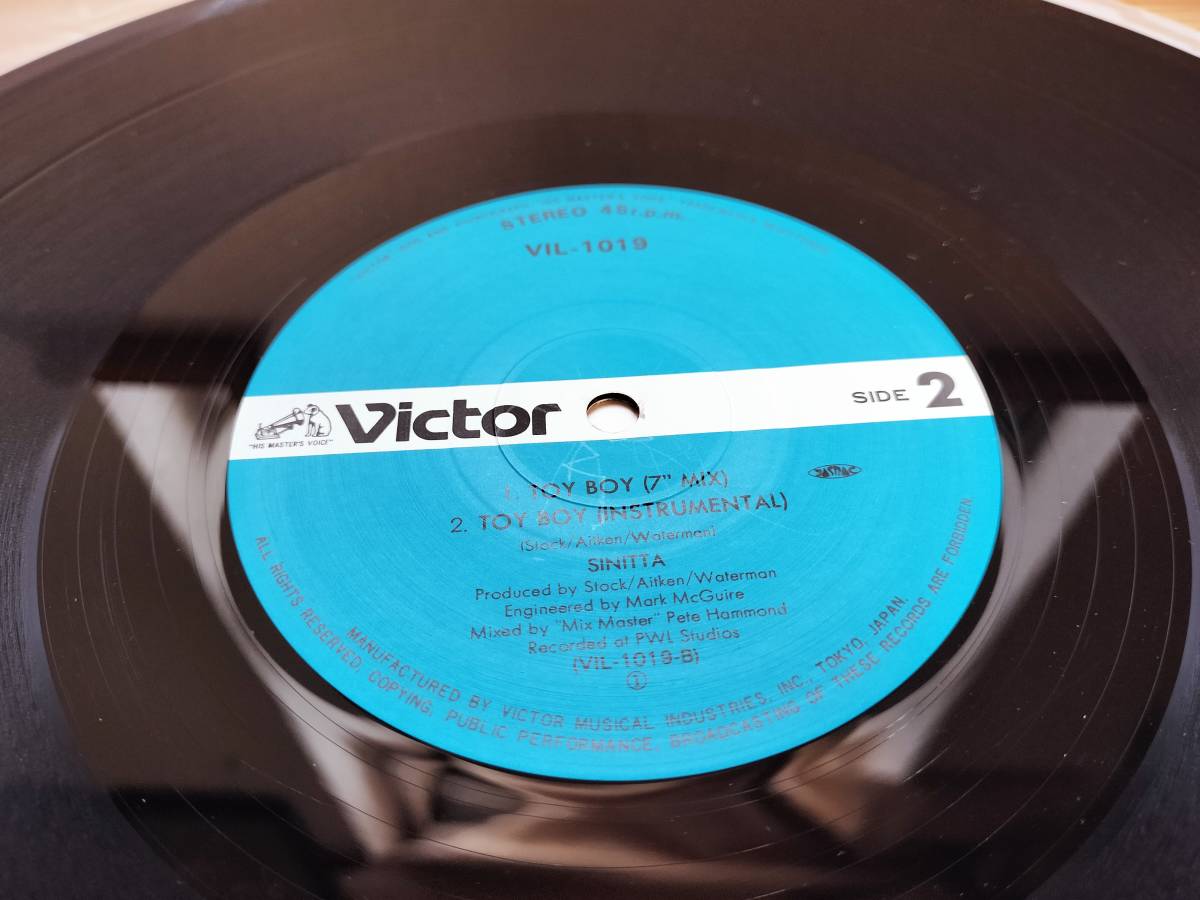 STEREO 45 r.p.m.
VIL-1019
"HIS MASTER'S VOICE"
Victor
SIDE 2
JASRAC
1. TOY BOY (7" MIX)
2. TOY BOY (INSTRUMENTAL)
(Stock/Aitken/Waterman)
SINITTA
Produced by Stock/Aitken/Waterman
Engineered by Mark McGuire
Mixed by "Mix Master" Pete Hammond
Recorded at PWL Studios
(VIL-1019-B)
①
MANUFACTURED BY VICTOR MUSICAL INDUSTRIES, INC., TOKYO, JAPAN.
ALL RIGHTS RESERVED. COPYING, PUBLIC PERFORMANCE, BROADCASTING OF THESE RECORDS ARE FORBIDDEN